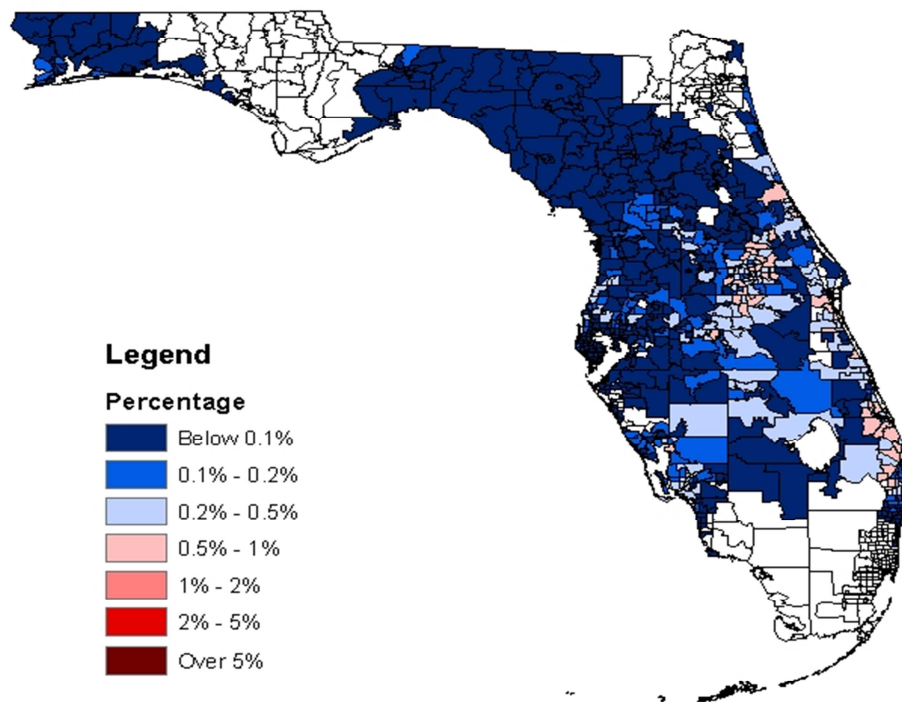 Legend
Percentage
Below 0.1%
0.1% - 0.2%
0.2% - 0.5%
0.5% - 1%
1% - 2%
2% - 5%
Over 5%